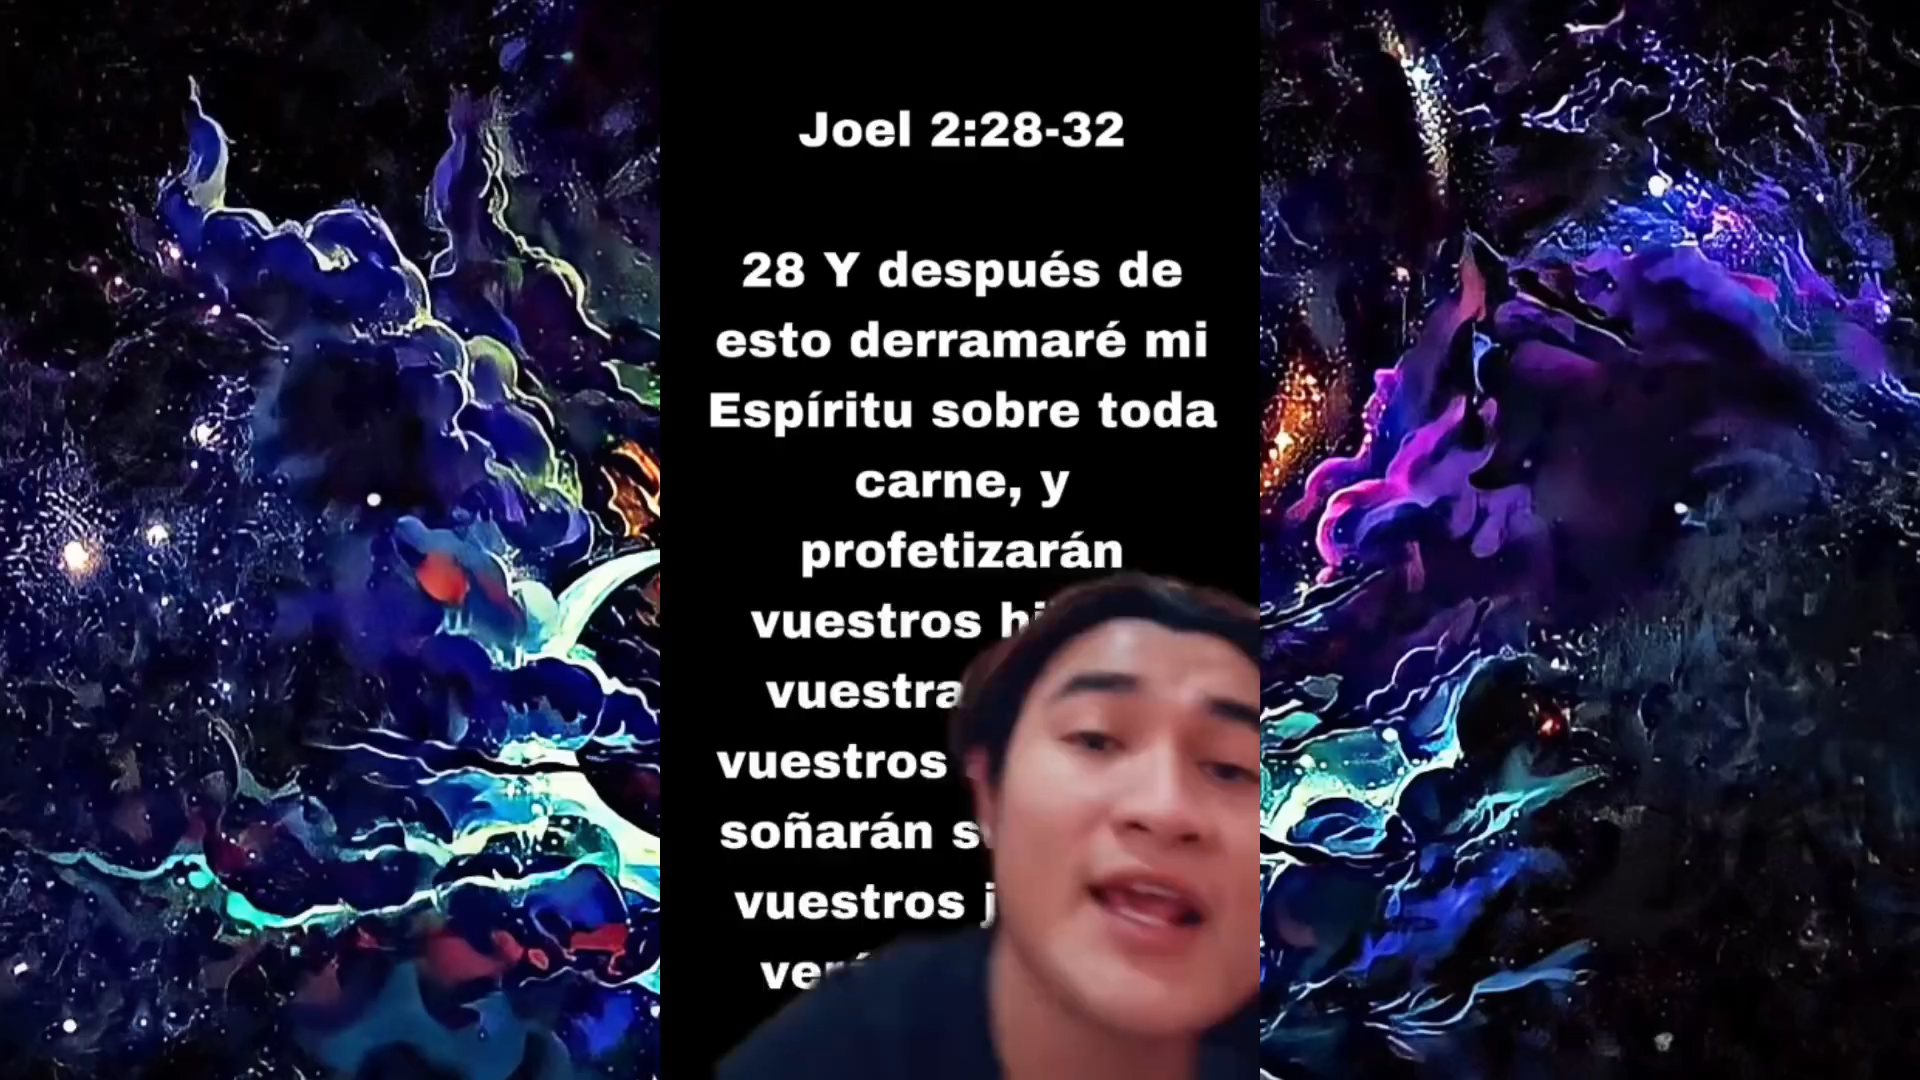 Joel 2:28-32
28 Y después de
esto derramaré mi
Espíritu sobre toda
carne, y
profetizarán
vuestros
vuestros
soñarán
vuestros